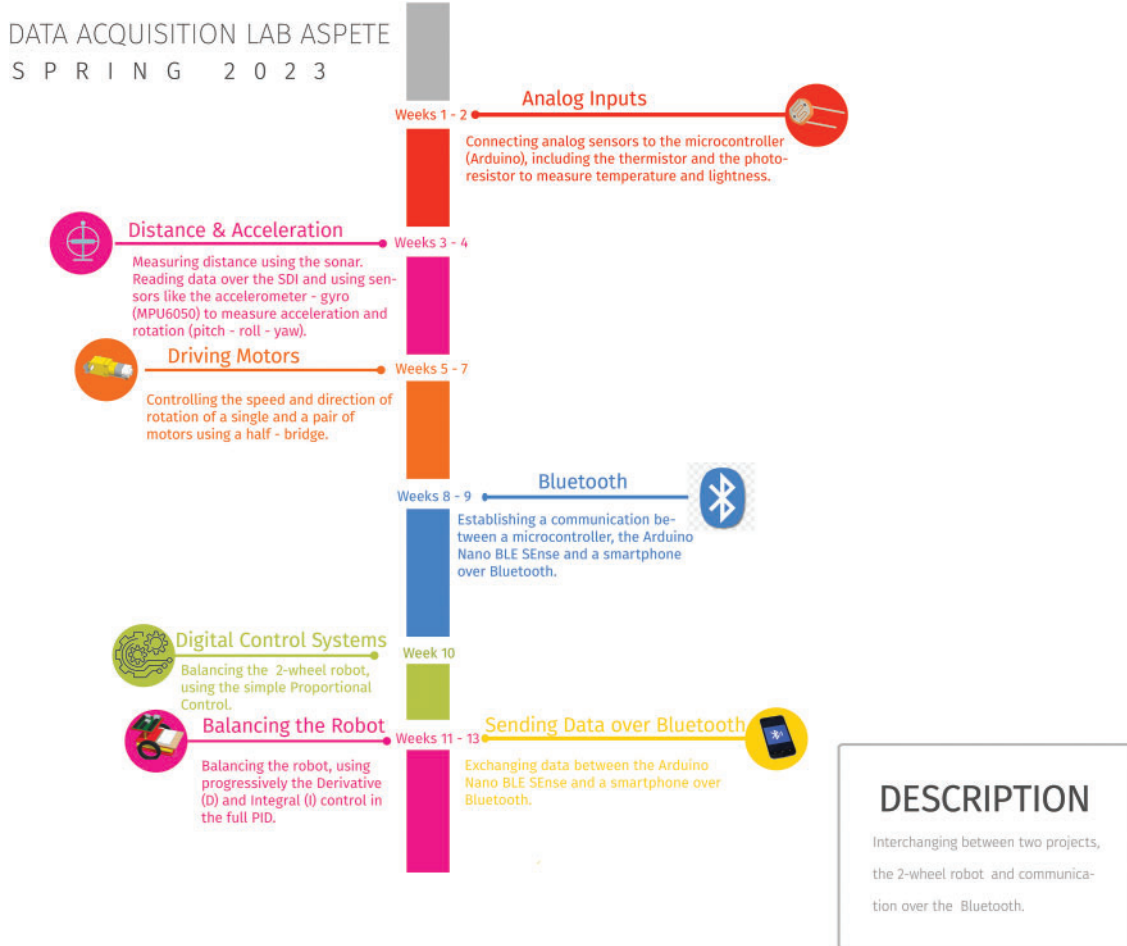 DATA ACQUISITION LAB ASPETE
SPRING 2023
Weeks 1 - 2
Analog Inputs
Connecting analog sensors to the microcontroller
(Arduino), including the thermistor and the photo-
resistor to measure temperature and lightness.
Distance & Acceleration
Weeks 3 - 4
Measuring distance using the sonar.
Reading data over the SDI and using sen-
sors like the accelerometer - gyro
(MPU6050) to measure acceleration and
rotation (pitch - roll - yaw).
Driving Motors
Weeks 5 - 7
Controlling the speed and direction of
rotation of a single and a pair of
motors using a half - bridge.
Weeks 8 - 9
Bluetooth
Establishing a communication be-
tween a microcontroller, the Arduino
Nano BLE SEnse and a smartphone
over Bluetooth.
Digital Control Systems
Week 10
Balancing the 2-wheel robot,
using the simple Proportional
Control.
Balancing the Robot
Weeks 11 - 13
Balancing the robot, using
progressively the Derivative
(D) and Integral (I) control in
the full PID.
Sending Data over Bluetooth
Exchanging data between the Arduino
Nano BLE SEnse and a smartphone over
Bluetooth.
DESCRIPTION
Interchanging between two projects,
the 2-wheel robot and communica-
tion over the Bluetooth.